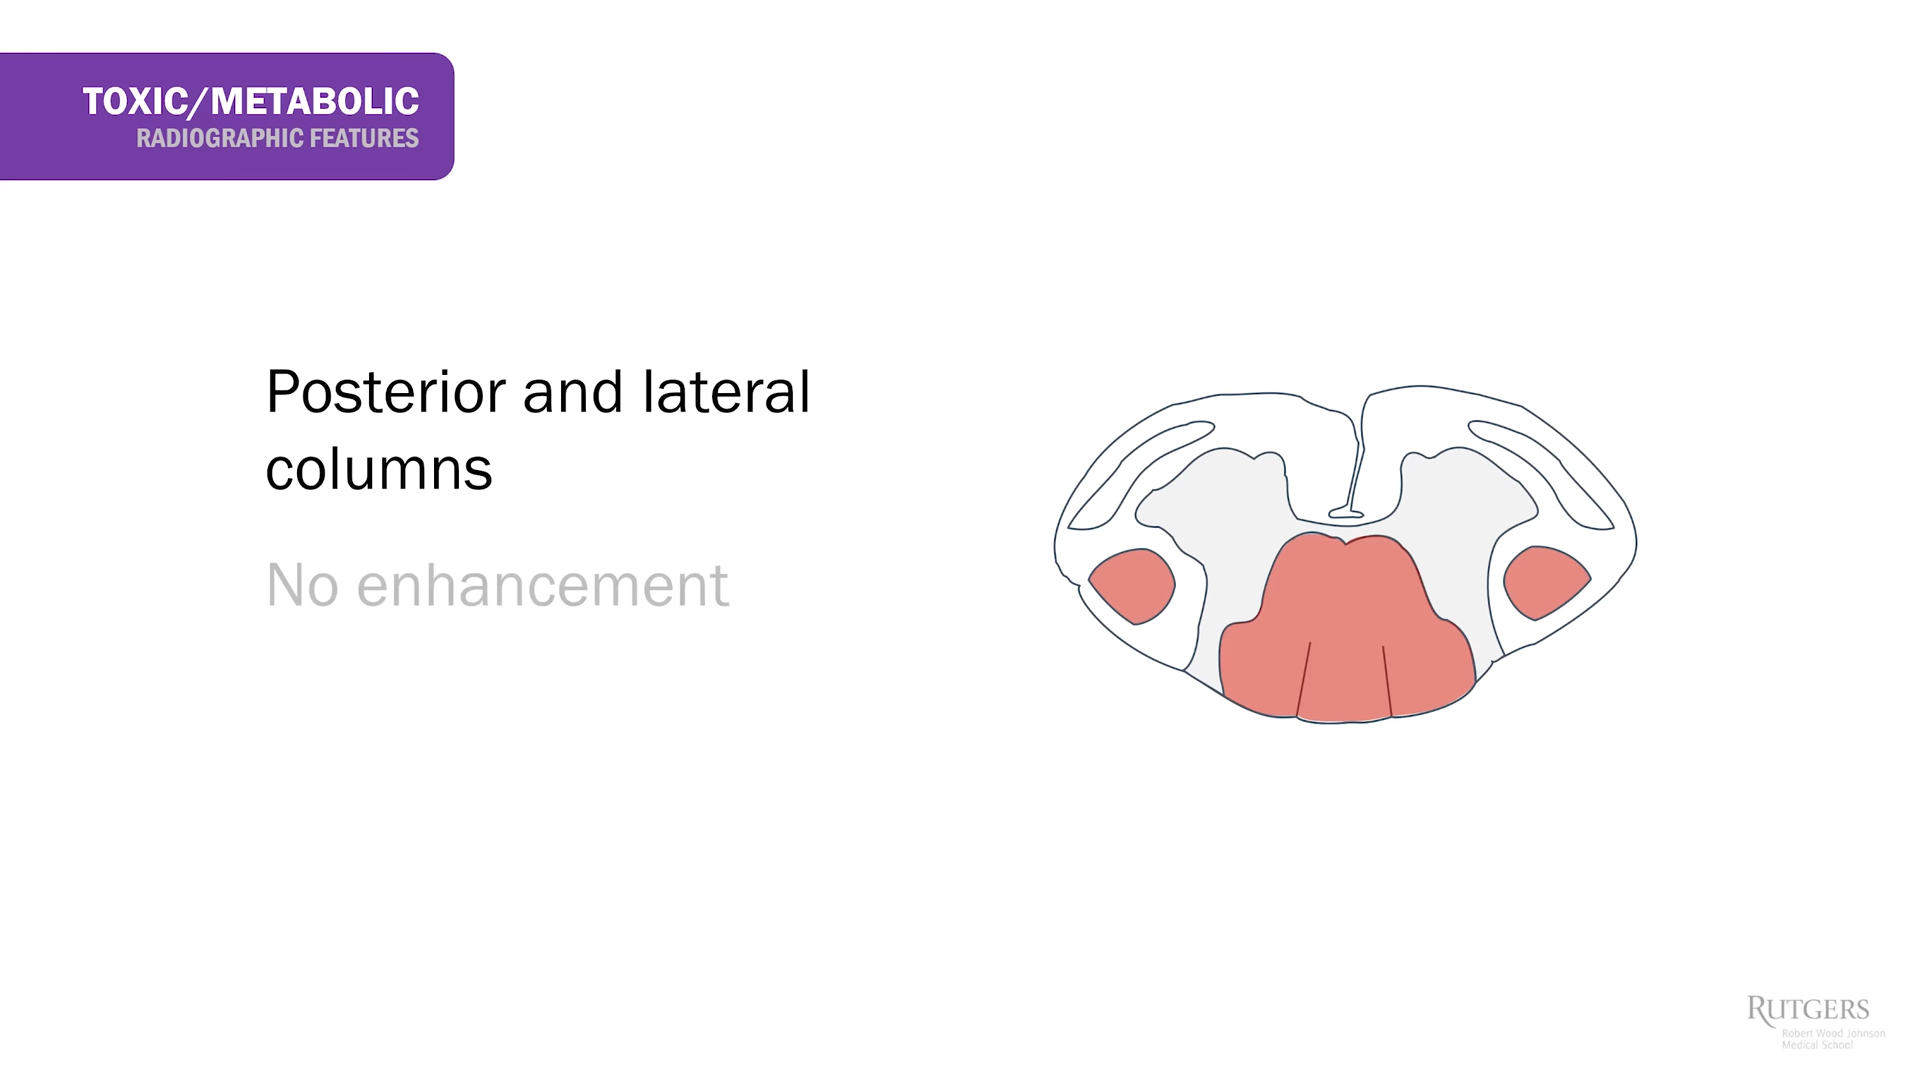 TOXIC/METABOLIC
RADIOGRAPHIC FEATURES
Posterior and lateral
columns
No enhancement
RUTGERS
Robert Wood Johnson
Medical School